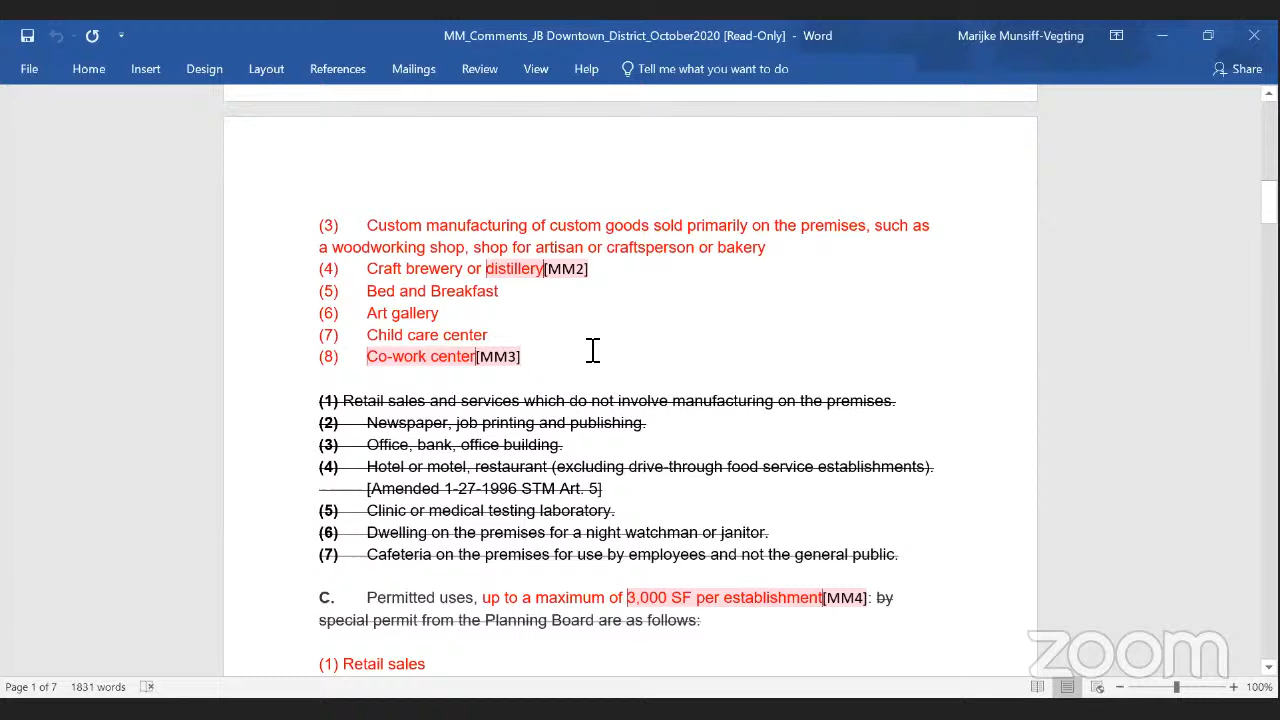 MM_Comments_JB Downtown_District_October2020 [Read-Only] - Word
Marijke Munsiff-Vegting
File Home Insert Design Layout References Mailings Review View Help Tell me what you want to do Share
(3) Custom manufacturing of custom goods sold primarily on the premises, such as
a woodworking shop, shop for artisan or craftsperson or bakery
(4) Craft brewery or distillery[MM2]
(5) Bed and Breakfast
(6) Art gallery
(7) Child care center
(8) Co-work center[MM3]
(1) Retail sales and services which do not involve manufacturing on the premises.
(2) Newspaper, job printing and publishing.
(3) Office, bank, office building.
(4) Hotel or motel, restaurant (excluding drive-through food service establishments).
[Amended 1-27-1996 STM Art. 5]
(5) Clinic or medical testing laboratory.
(6) Dwelling on the premises for a night watchman or janitor.
(7) Cafeteria on the premises for use by employees and not the general public.
C. Permitted uses, up to a maximum of 3,000 SF per establishment[MM4]: by
special permit from the Planning Board are as follows:
(1) Retail sales
zoom
Page 1 of 7 1831 words 100%